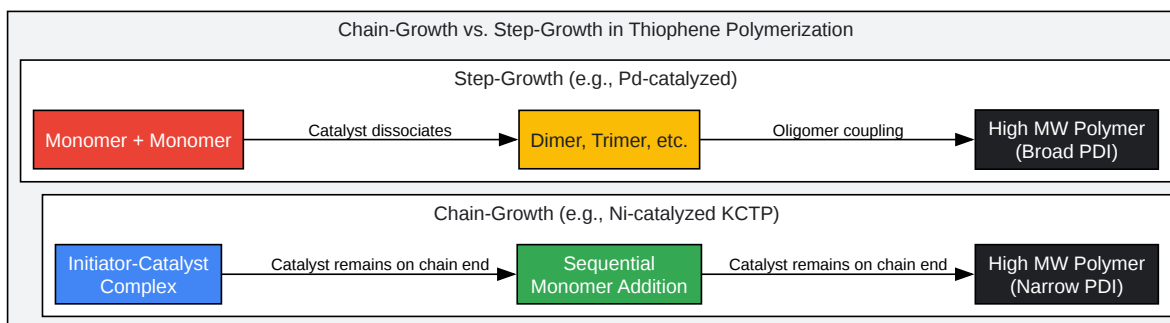 Chain-Growth vs. Step-Growth in Thiophene Polymerization
Step-Growth (e.g., Pd-catalyzed)
Monomer + Monomer
Catalyst dissociates
Dimer, Trimer, etc.
Oligomer coupling
High MW Polymer
(Broad PDI)
Chain-Growth (e.g., Ni-catalyzed KCTP)
Initiator-Catalyst
Complex
Catalyst remains on chain end
Sequential
Monomer Addition
Catalyst remains on chain end
High MW Polymer
(Narrow PDI)